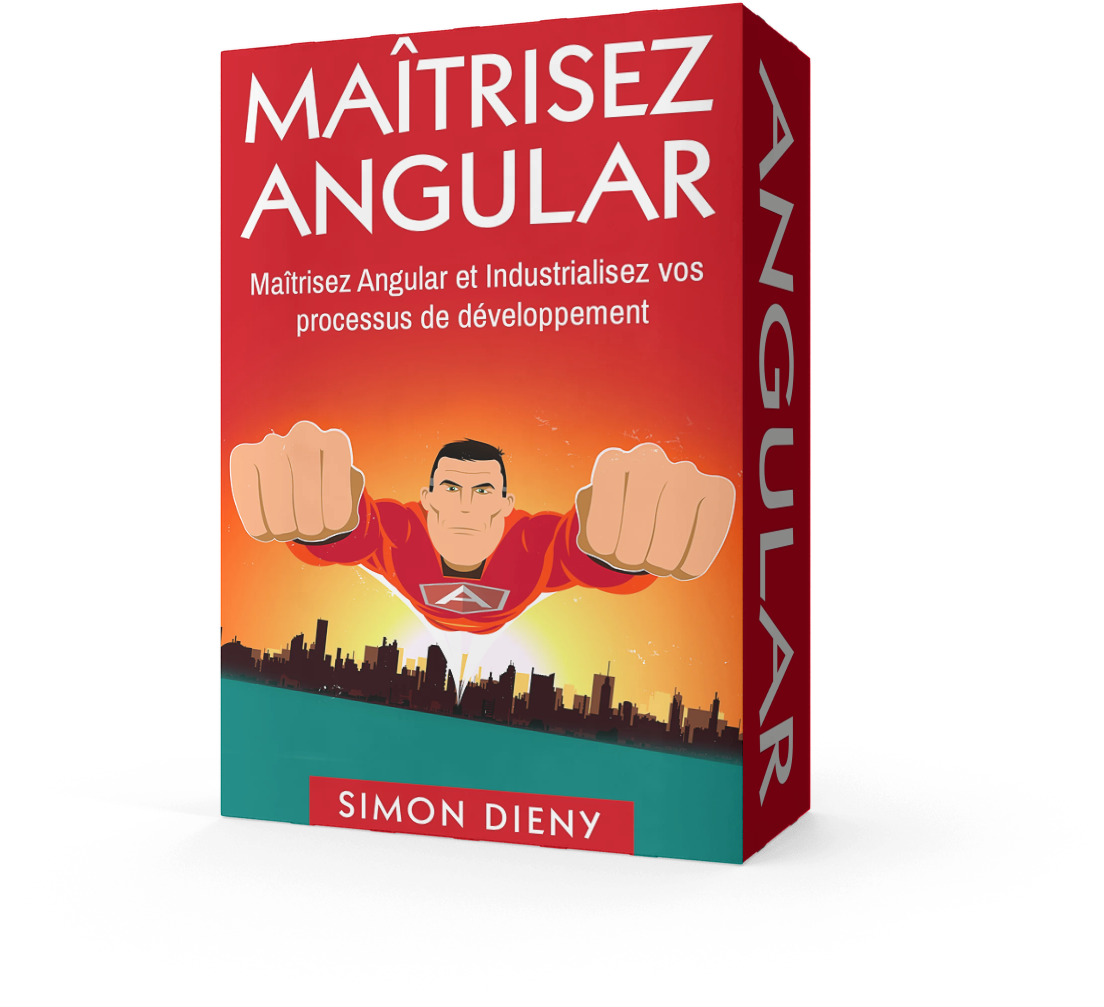 MAÎTRISEZ
ANGULAR
Maîtrisez Angular et Industrialisez vos
processus de développement
A
SIMON DIENY
ANGULAR